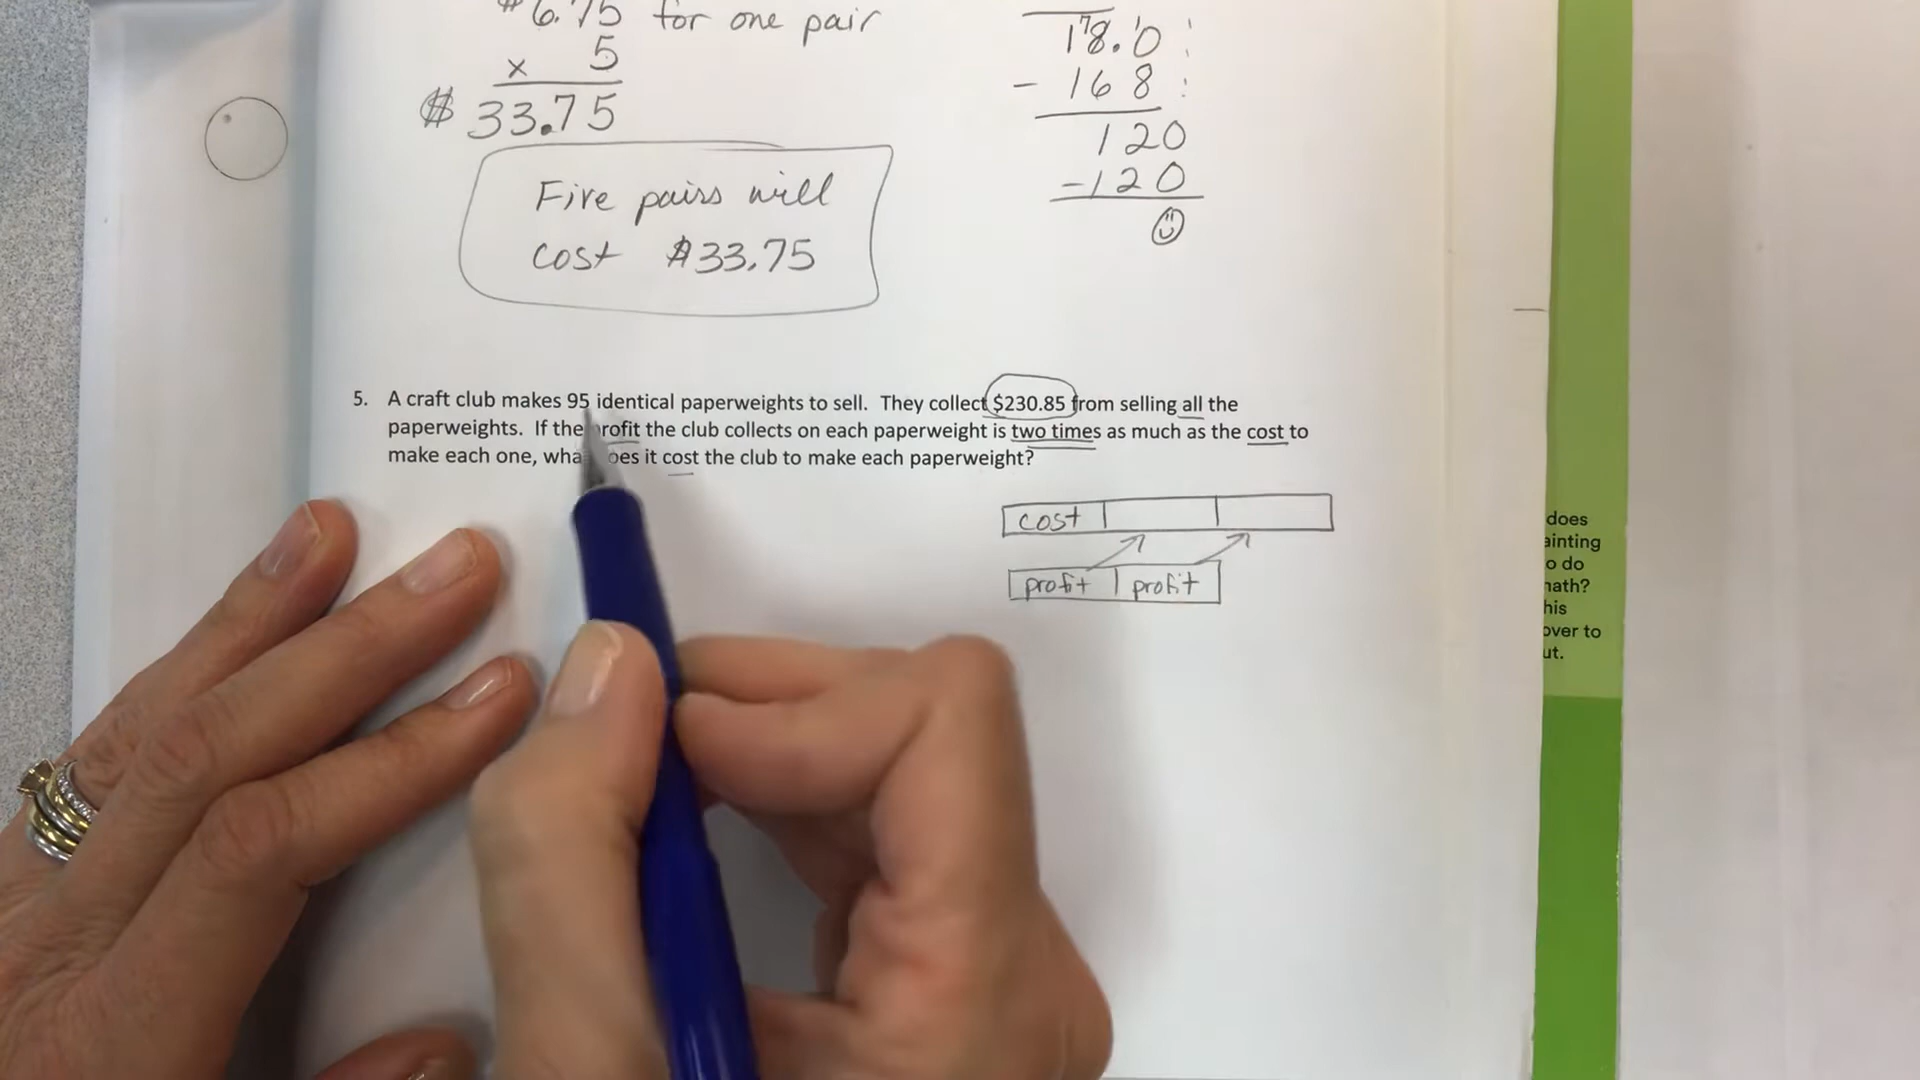 $6.75 for one pair
x 5
$33.75
Five pairs will
cost $33.75
17
18.10
- 168
120
-120
5. A craft club makes 95 identical paperweights to sell. They collect $230.85 from selling all the
paperweights. If the profit the club collects on each paperweight is two times as much as the cost to
make each one, what does it cost the club to make each paperweight?
cost
profit profit
does
ainting
o do
nath?
his
over to
ut.